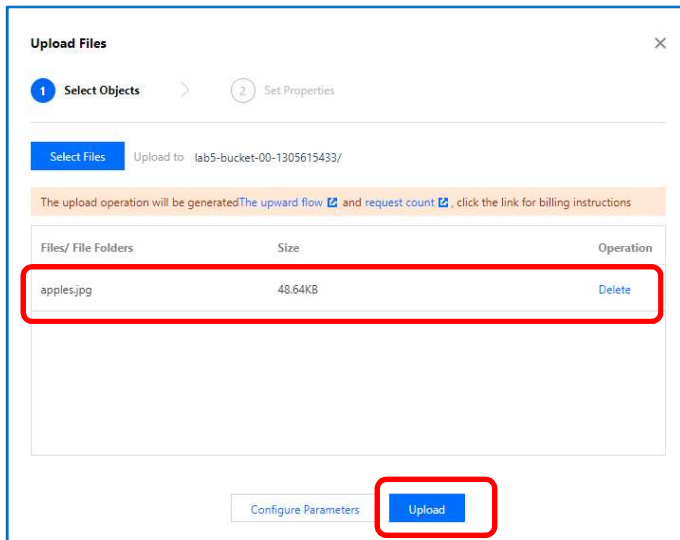 Upload Files
1 Select Objects 2 Set Properties
Select Files Upload to lab5-bucket-00-1305615433/
The upload operation will be generatedThe upward flow and request count , click the link for billing instructions
Files/ File Folders Size Operation
apples.jpg 48.64KB Delete
Configure Parameters Upload